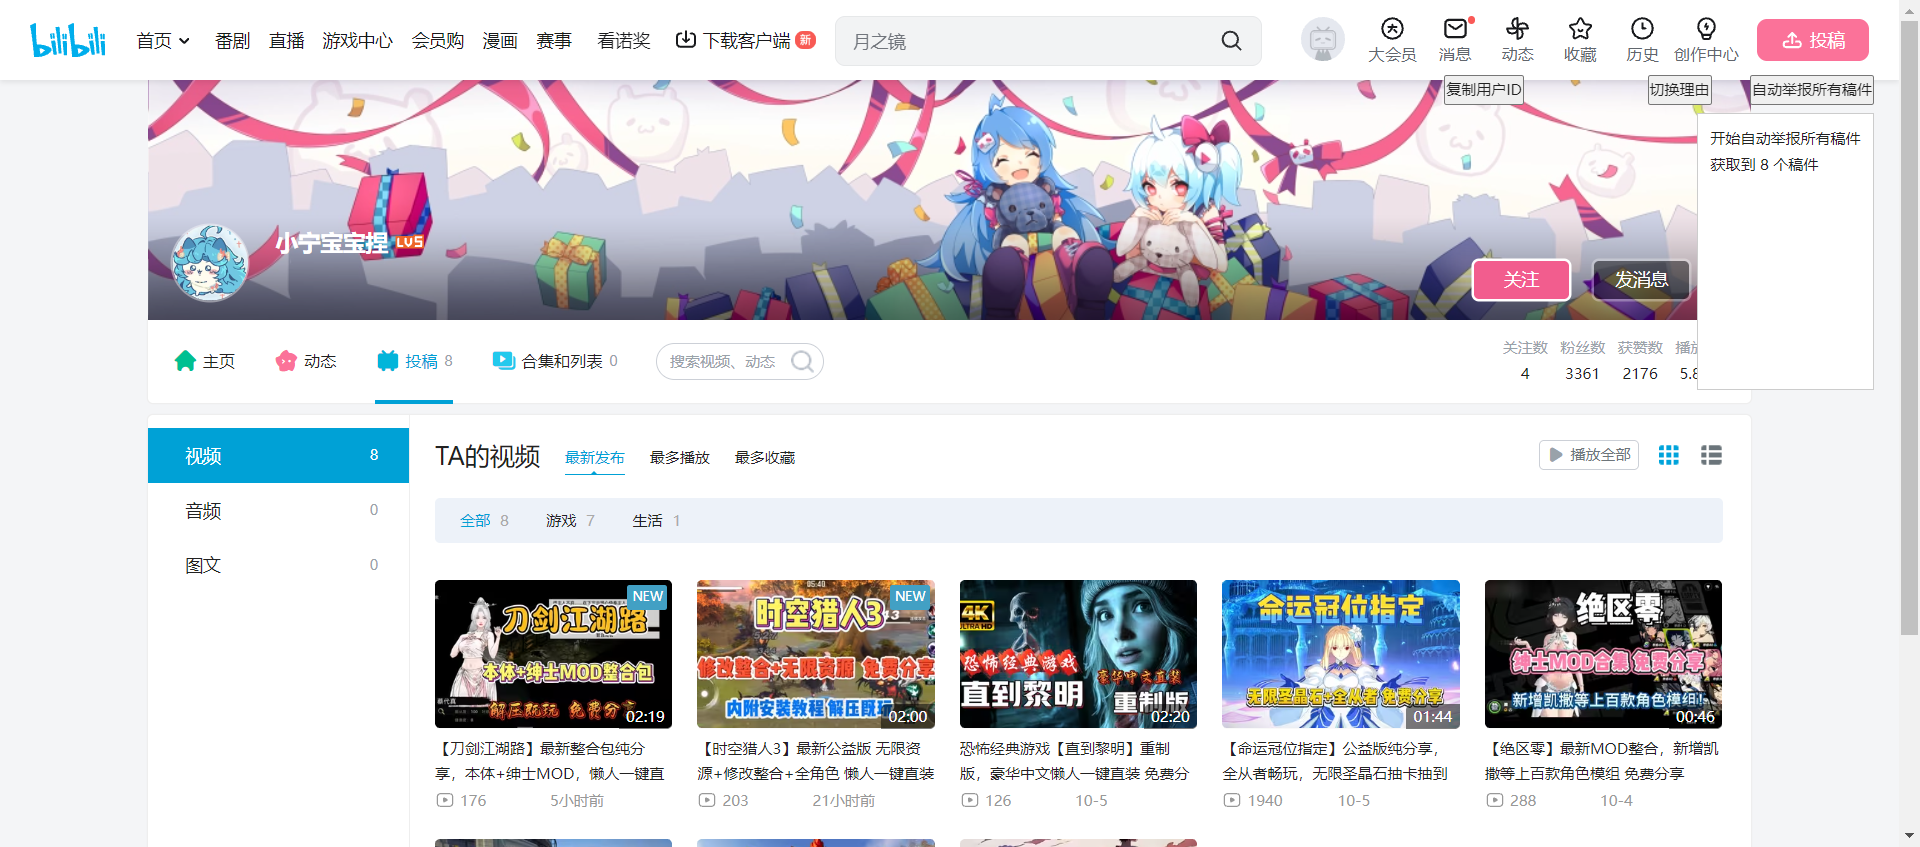 bilibili
首页
番剧
直播
游戏中心
会员购
漫画
赛事
看诺奖
下载客户端 新
月之镜
大会员
消息
动态
收藏
历史
创作中心
投稿
复制用户ID
切换理由
自动举报所有稿件
开始自动举报所有稿件
获取到 8 个稿件
小宁宝宝捏 LV5
关注
发消息
主页
动态
投稿 8
合集和列表 0
搜索视频、动态
关注数
粉丝数
获赞数
播放
4
3361
2176
5.8
视频 8
音频 0
图文 0
TA的视频
最新发布
最多播放
最多收藏
播放全部
全部 8
游戏 7
生活 1
NEW
刀剑江湖路
本体+绅士MOD整合包
解压既玩 免费分享
02:19
【刀剑江湖路】最新整合包纯分
享，本体+绅士MOD，懒人一键直
176
5小时前
05:40
NEW
时空猎人3
修改整合+无限资源 免费分享
内附安装教程 解压既玩
02:00
【时空猎人3】最新公益版 无限资
源+修改整合+全角色 懒人一键直装
203
21小时前
4K
ULTRA HD
恐怖经典游戏
直到黎明
豪华中文直装
重制版
02:20
恐怖经典游戏【直到黎明】重制
版，豪华中文懒人一键直装 免费分
126
10-5
命运冠位指定
无限圣晶石+全从者 免费分享
01:44
【命运冠位指定】公益版纯分享，
全从者畅玩，无限圣晶石抽卡抽到
1940
10-5
绝区零
绅士MOD合集 免费分享
新增凯撒等上百款角色模组!
00:46
【绝区零】最新MOD整合，新增凯
撒等上百款角色模组 免费分享
288
10-4